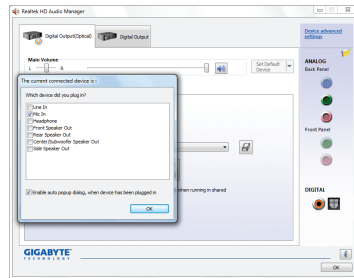 Realtek HD Audio Manager
Digital Output(Optical)
Digital Output
Device advanced
settings
Main Volume
L
R
Set Default
Device
ANALOG
Back Panel
The current connected device is :
Which device did you plug in?
Line In
Mic In
Headphone
Front Speaker Out
Rear Speaker Out
Center/Subwoofer Speaker Out
Side Speaker Out
Front Panel
Enable auto popup dialog, when device has been plugged in
when running in shared
OK
DIGITAL
GIGABYTE
TECHNOLOGY
OK